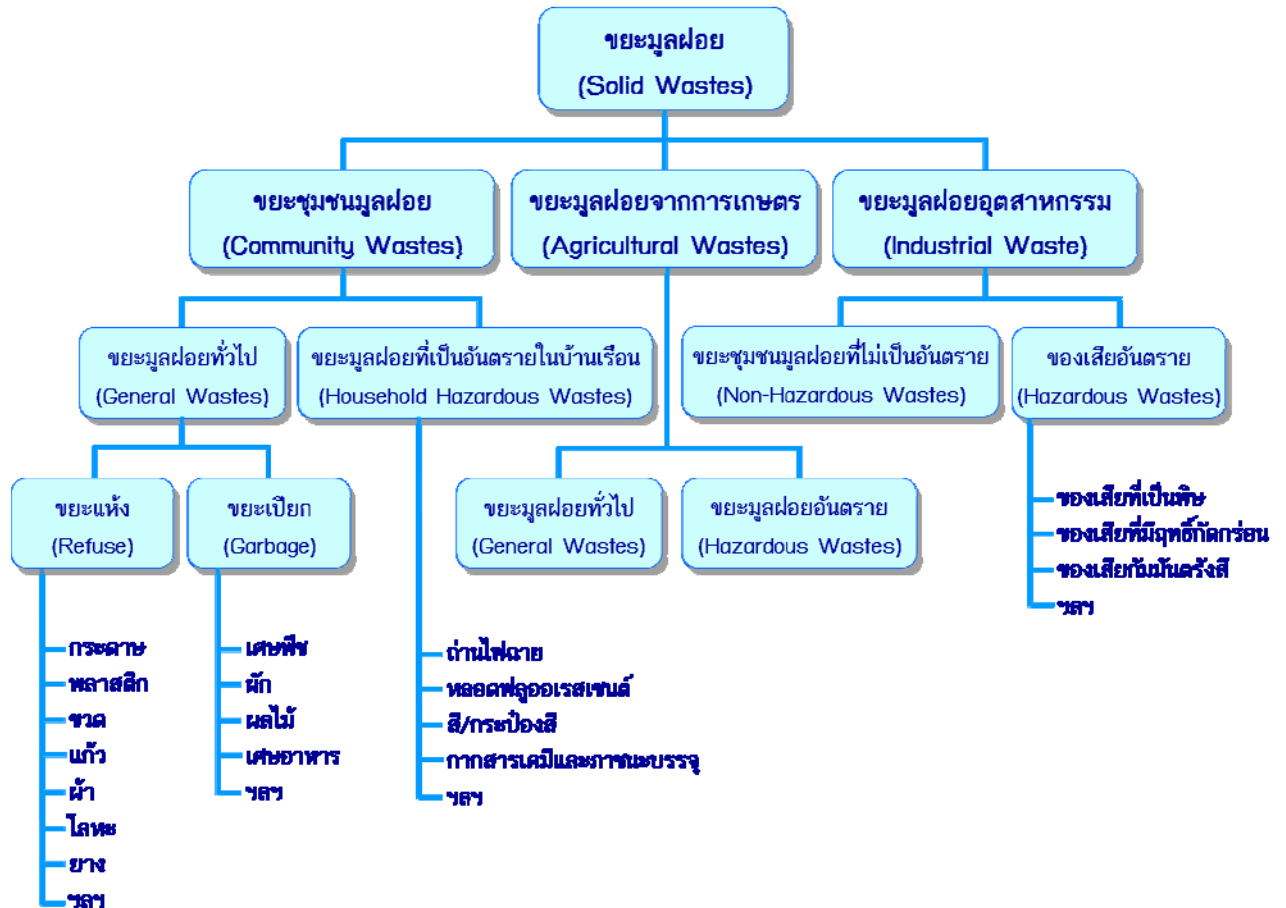 ขยะมูลฝอย
(Solid Wastes)
ขยะชุมชนมูลฝอย
(Community Wastes)
ขยะมูลฝอยจากการเกษตร
(Agricultural Wastes)
ขยะมูลฝอยอุตสาหกรรม
(Industrial Waste)
ขยะมูลฝอยทั่วไป
(General Wastes)
ขยะมูลฝอยที่เป็นอันตรายในบ้านเรือน
(Household Hazardous Wastes)
ขยะชุมชนมูลฝอยที่ไม่เป็นอันตราย
(Non-Hazardous Wastes)
ของเสียอันตราย
(Hazardous Wastes)
ขยะแห้ง
(Refuse)
ขยะเปียก
(Garbage)
ขยะมูลฝอยทั่วไป
(General Wastes)
ขยะมูลฝอยอันตราย
(Hazardous Wastes)
ของเสียที่เป็นพิษ
ของเสียที่มีฤทธิ์กัดกร่อน
ของเสียกัมมันตรังสี
ฯลฯ
กระดาษ
พลาสติก
ขวด
แก้ว
ผ้า
โลหะ
ยาง
ฯลฯ
เศษพืช
ผัก
ผลไม้
เศษอาหาร
ฯลฯ
ถ่านไฟฉาย
หลอดฟลูออเรสเซนต์
สี/กระป๋องสี
กากสารเคมีและภาชนะบรรจุ
ฯลฯ